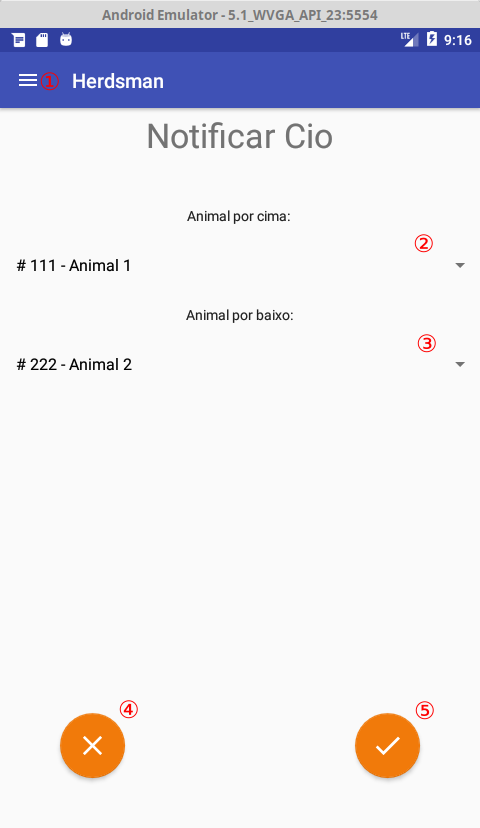 Android Emulator - 5.1_WVGA_API_23:5554
LTE 9:16
① Herdsman
Notificar Cio
Animal por cima:
②
# 111 - Animal 1
Animal por baixo:
③
# 222 - Animal 2
④ ⑤